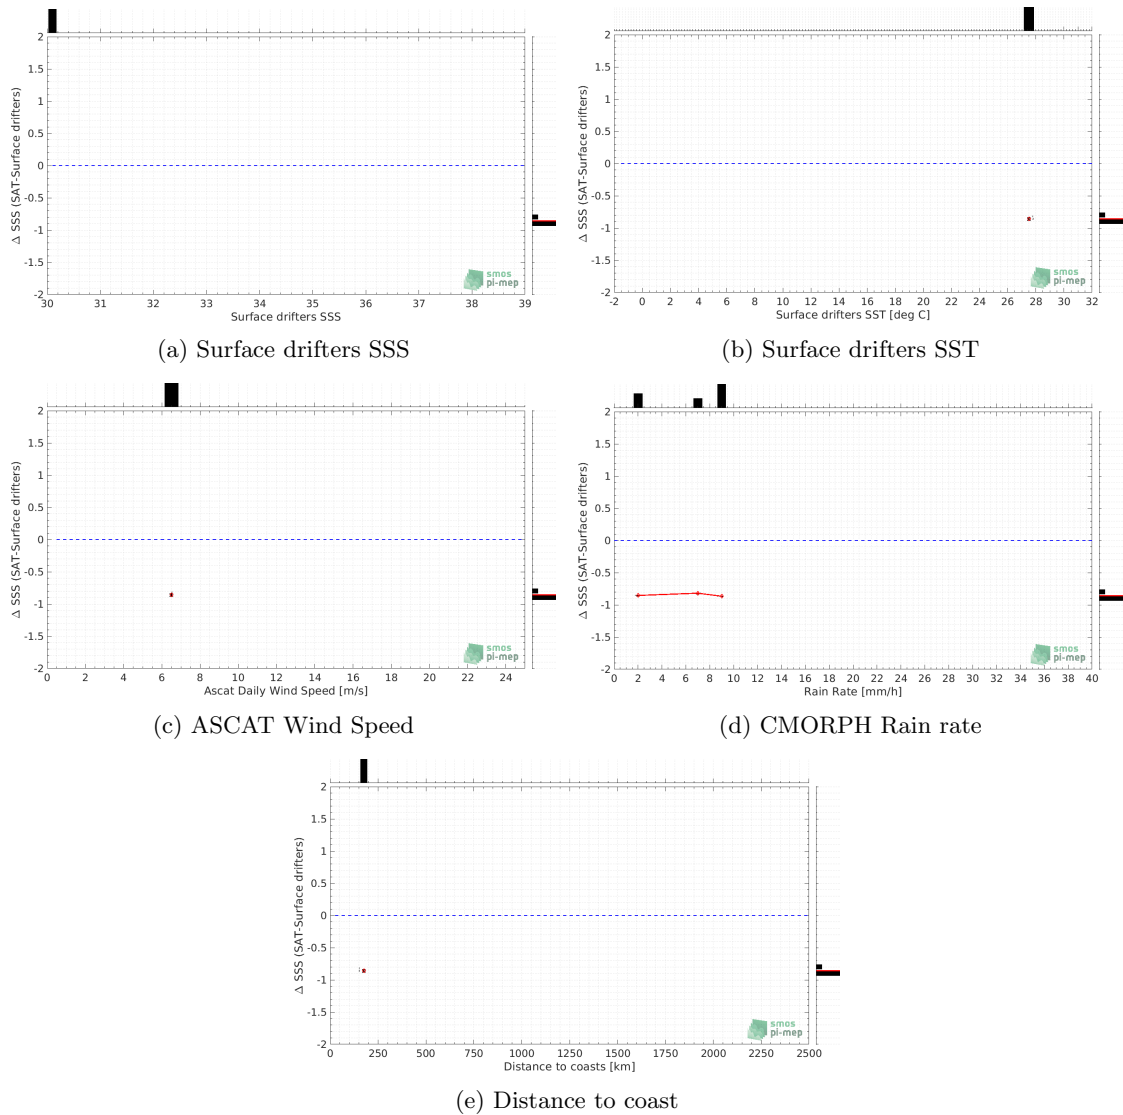 2
1.5
1
0.5
0
-0.5
-1
-1.5
-2
Δ SSS (SAT-Surface drifters)
30 31 32 33 34 35 36 37 38 39
Surface drifters SSS
smos
pi-mep
(a) Surface drifters SSS
2
1.5
1
0.5
0
-0.5
-1
-1.5
-2
Δ SSS (SAT-Surface drifters)
-2 0 2 4 6 8 10 12 14 16 18 20 22 24 26 28 30 32
Surface drifters SST [deg C]
smos
pi-mep
(b) Surface drifters SST
2
1.5
1
0.5
0
-0.5
-1
-1.5
-2
Δ SSS (SAT-Surface drifters)
0 2 4 6 8 10 12 14 16 18 20 22 24
Ascat Daily Wind Speed [m/s]
smos
pi-mep
(c) ASCAT Wind Speed
2
1.5
1
0.5
0
-0.5
-1
-1.5
-2
Δ SSS (SAT-Surface drifters)
0 2 4 6 8 10 12 14 16 18 20 22 24 26 28 30 32 34 36 38 40
Rain Rate [mm/h]
smos
pi-mep
(d) CMORPH Rain rate
2
1.5
1
0.5
0
-0.5
-1
-1.5
-2
Δ SSS (SAT-Surface drifters)
0 250 500 750 1000 1250 1500 1750 2000 2250 2500
Distance to coasts [km]
smos
pi-mep
(e) Distance to coast